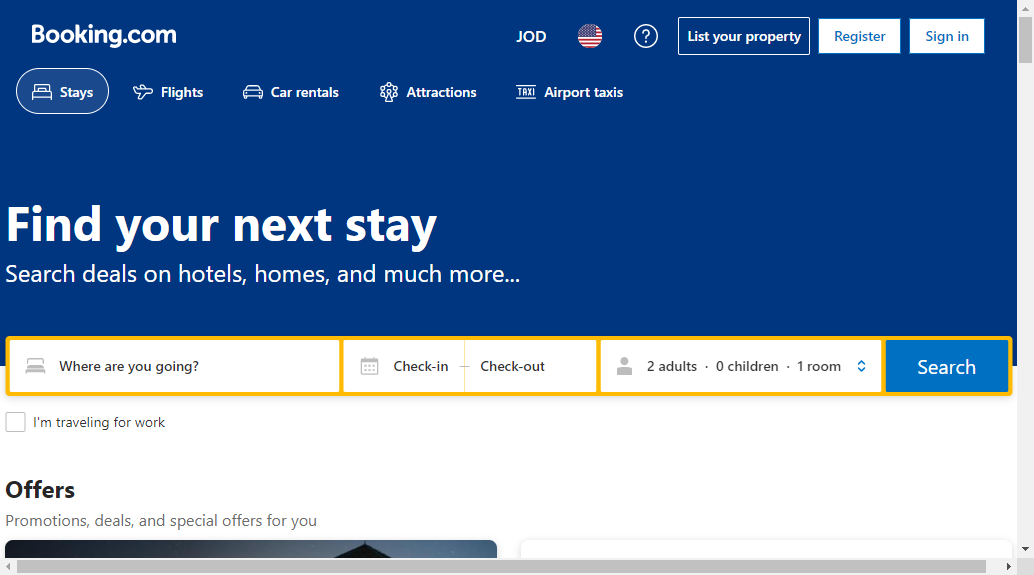 Booking.com
JOD
List your property
Register
Sign in
Stays
Flights
Car rentals
Attractions
TAXI Airport taxis
Find your next stay
Search deals on hotels, homes, and much more...
Where are you going?
Check-in — Check-out
2 adults · 0 children · 1 room
Search
I'm traveling for work
Offers
Promotions, deals, and special offers for you